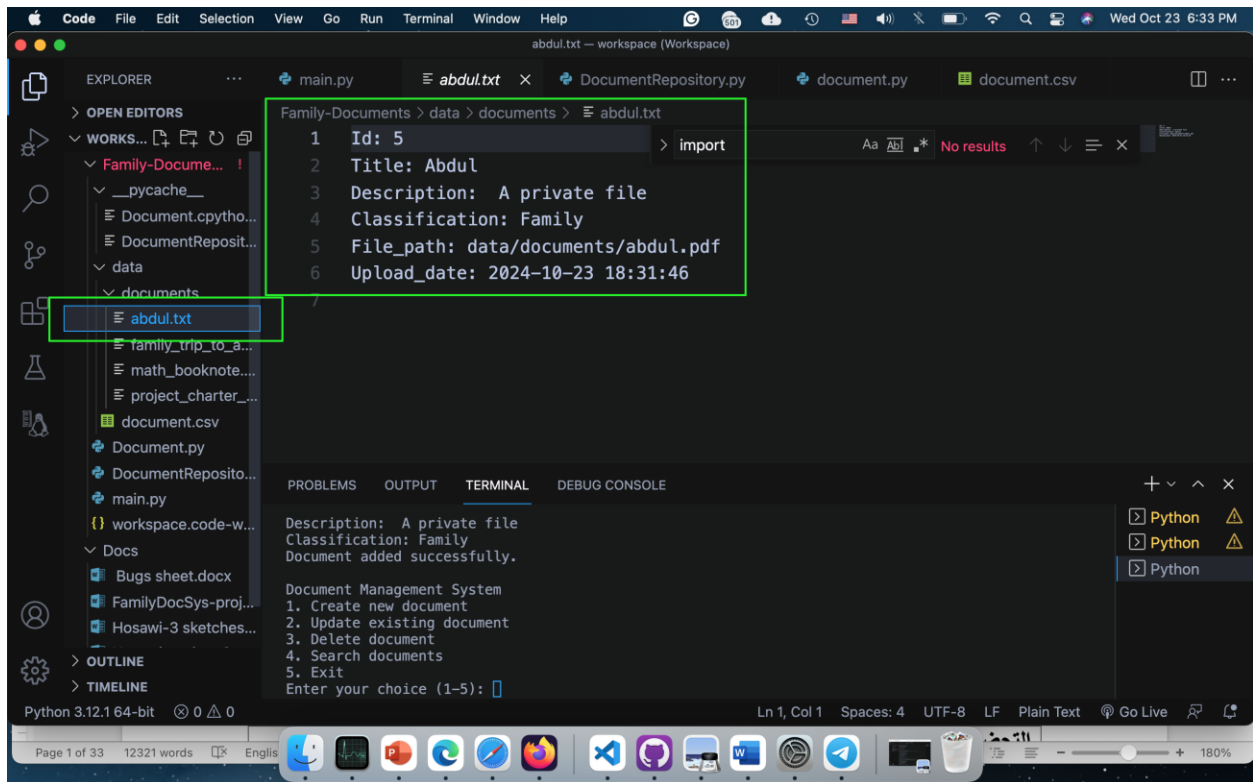 Code File Edit Selection View Go Run Terminal Window Help 501 Wed Oct 23 6:33 PM
abdul.txt — workspace (Workspace)
EXPLORER
main.py abdul.txt DocumentRepository.py document.py document.csv
OPEN EDITORS
WORKS...
Family-Docume... !
__pycache__
Document.cpytho...
DocumentReposit...
data
documents
abdul.txt
family_trip_to_a...
math_booknote....
project_charter_...
document.csv
Document.py
DocumentReposito...
main.py
{} workspace.code-w...
Docs
Bugs sheet.docx
FamilyDocSys-proj...
Hosawi-3 sketches...
OUTLINE
TIMELINE
Family-Documents > data > documents > abdul.txt
1 Id: 5
2 Title: Abdul
3 Description:  A private file
4 Classification: Family
5 File_path: data/documents/abdul.pdf
6 Upload_date: 2024-10-23 18:31:46
7
import Aa ab .* No results
PROBLEMS OUTPUT TERMINAL DEBUG CONSOLE
Description:  A private file
Classification: Family
Document added successfully.
Document Management System
1. Create new document
2. Update existing document
3. Delete document
4. Search documents
5. Exit
Enter your choice (1-5):
Python
Python
Python
Python 3.12.1 64-bit 0 0 Ln 1, Col 1 Spaces: 4 UTF-8 LF Plain Text Go Live
Page 1 of 33 12321 words Englis 180%